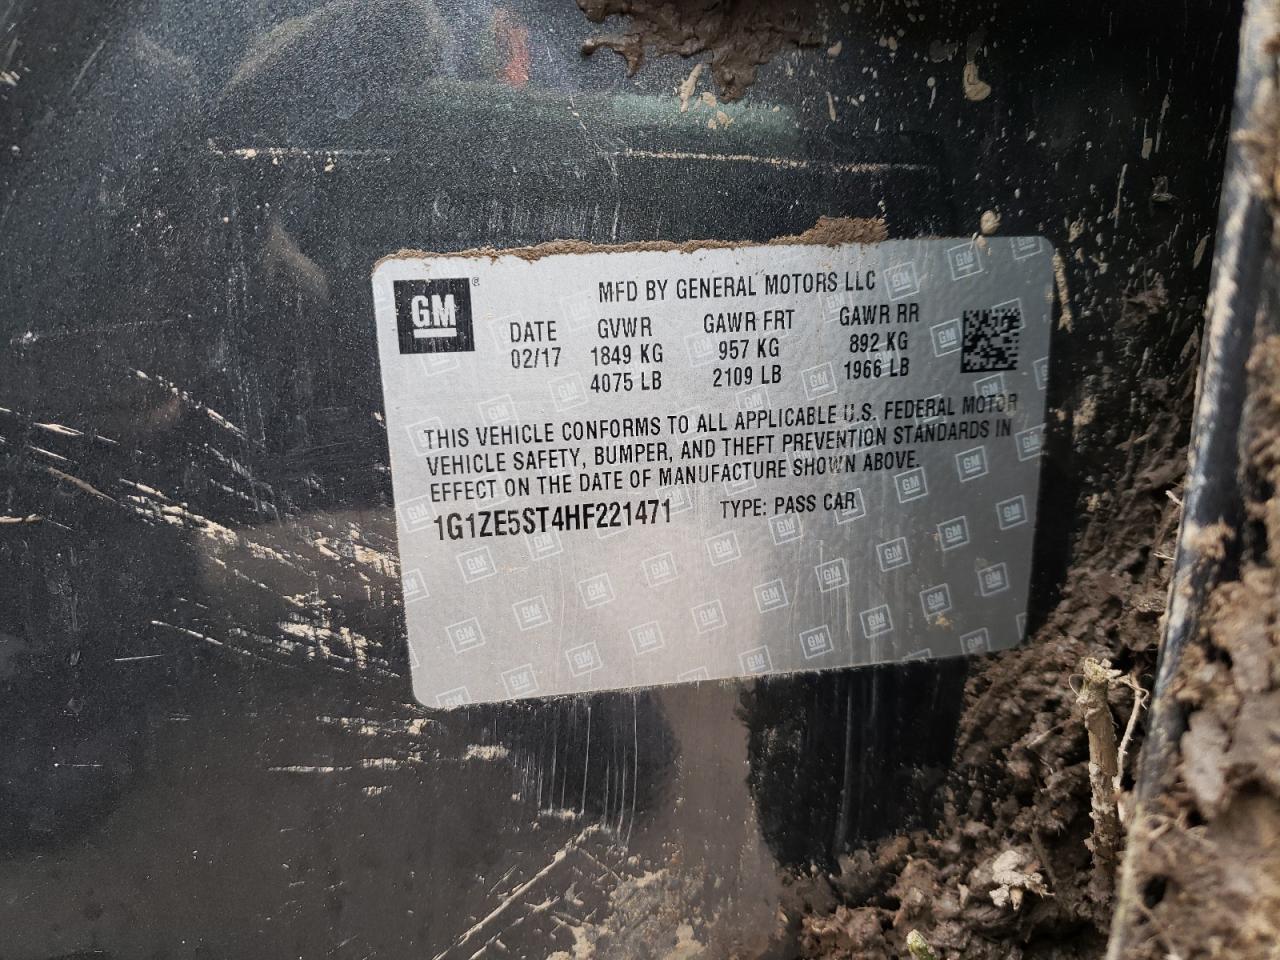 GM
MFD BY GENERAL MOTORS LLC
DATE GVWR GAWR FRT GAWR RR
02/17 1849 KG 957 KG 892 KG
4075 LB 2109 LB 1966 LB
THIS VEHICLE CONFORMS TO ALL APPLICABLE U.S. FEDERAL MOTOR
VEHICLE SAFETY, BUMPER, AND THEFT PREVENTION STANDARDS IN
EFFECT ON THE DATE OF MANUFACTURE SHOWN ABOVE.
1G1ZE5ST4HF221471 TYPE: PASS CAR